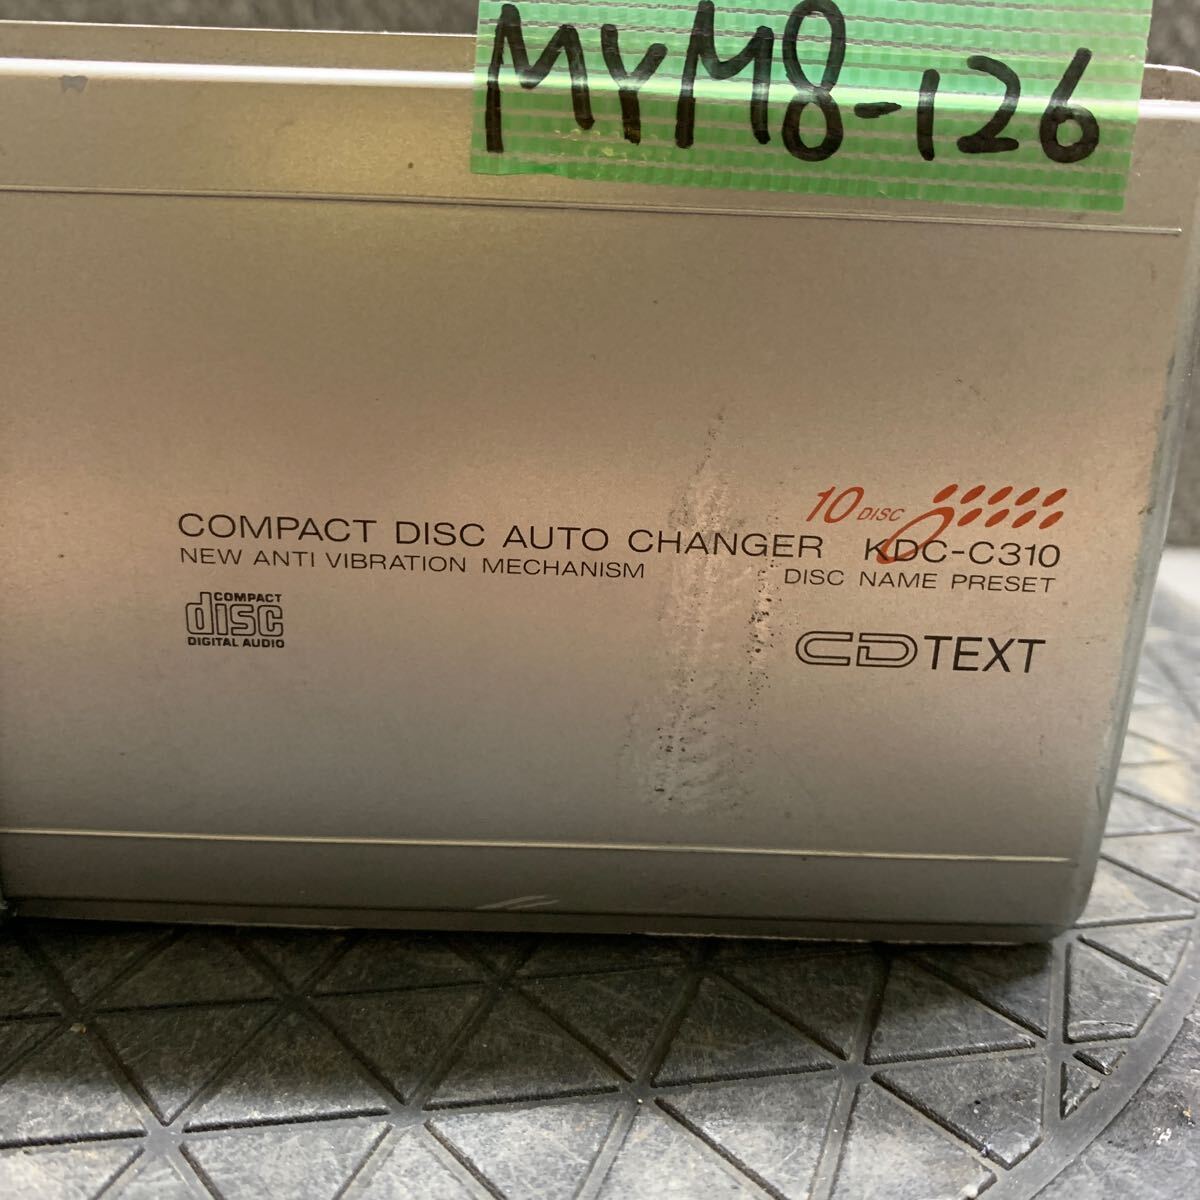 MYM8-126
10 DISC
COMPACT DISC AUTO CHANGER KDC-C310
NEW ANTI VIBRATION MECHANISM DISC NAME PRESET
COMPACT
disc
DIGITAL AUDIO
CD TEXT